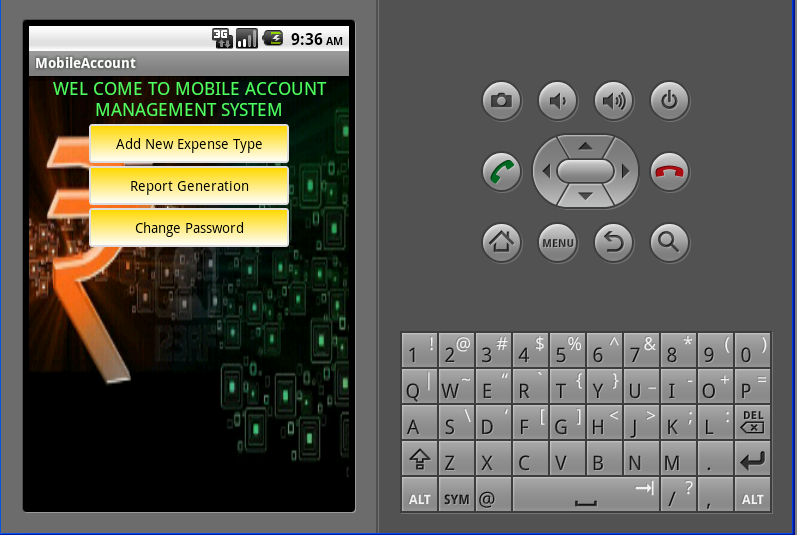 3G 9:36 AM
MobileAccount
WEL COME TO MOBILE ACCOUNT
MANAGEMENT SYSTEM
Add New Expense Type
Report Generation
Change Password
MENU
1 ! 2 @ 3 # 4 $ 5 % 6 ^ 7 & 8 * 9 ( 0 )
Q | W ~ E " R ` T { Y } U _ I - O + P =
A S \ D ' F [ G ] H < J > K ; L : DEL
Z X C V B N M .
ALT SYM @ / ? , ALT